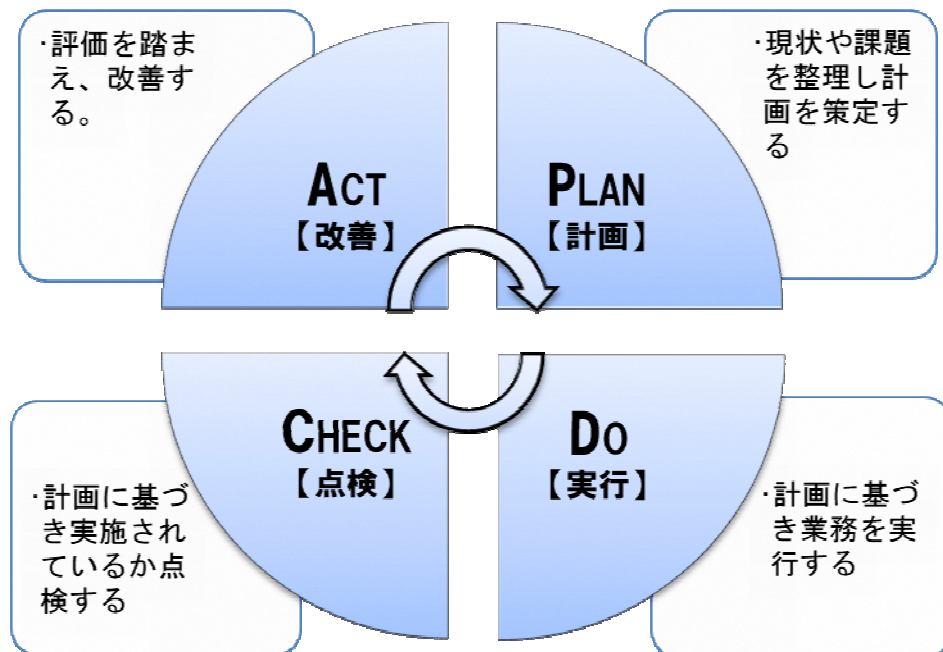 ・評価を踏ま
え、改善す
る。
ACT
【改善】
PLAN
【計画】
・現状や課題
を整理し計
画を策定す
る
・計画に基づ
き実施され
ているか点
検する
CHECK
【点検】
DO
【実行】
・計画に基づ
き業務を実
行する